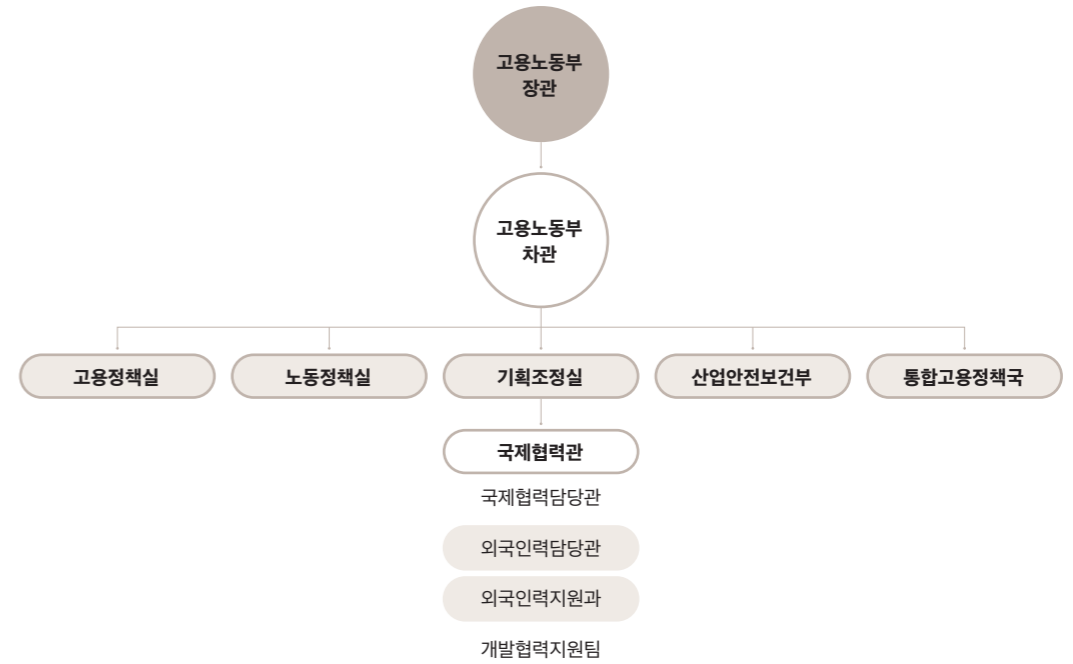 고용노동부
장관
고용노동부
차관
고용정책실
노동정책실
기획조정실
산업안전보건부
통합고용정책국
국제협력관
국제협력담당관
외국인력담당관
외국인력지원과
개발협력지원팀